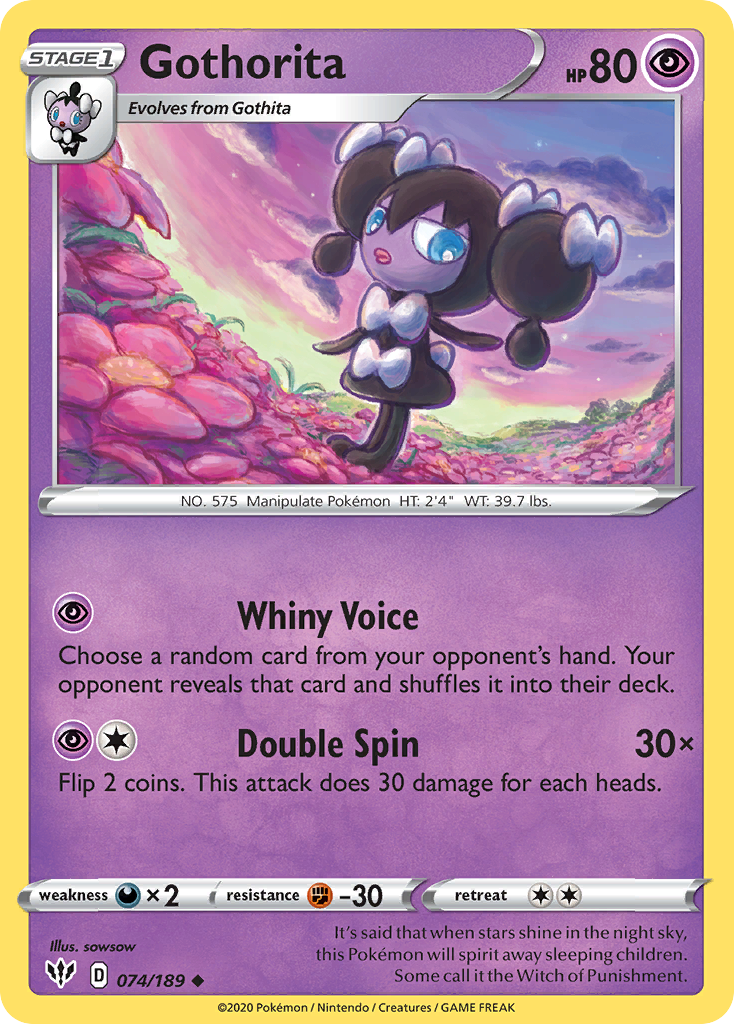 STAGE 1
Gothorita
HP 80
Evolves from Gothita
NO. 575 Manipulate Pokémon HT: 2'4" WT: 39.7 lbs.
Whiny Voice
Choose a random card from your opponent's hand. Your
opponent reveals that card and shuffles it into their deck.
Double Spin 30×
Flip 2 coins. This attack does 30 damage for each heads.
weakness ×2 resistance -30 retreat
Illus. sowsow
It's said that when stars shine in the night sky,
this Pokémon will spirit away sleeping children.
Some call it the Witch of Punishment.
D 074/189
©2020 Pokémon / Nintendo / Creatures / GAME FREAK